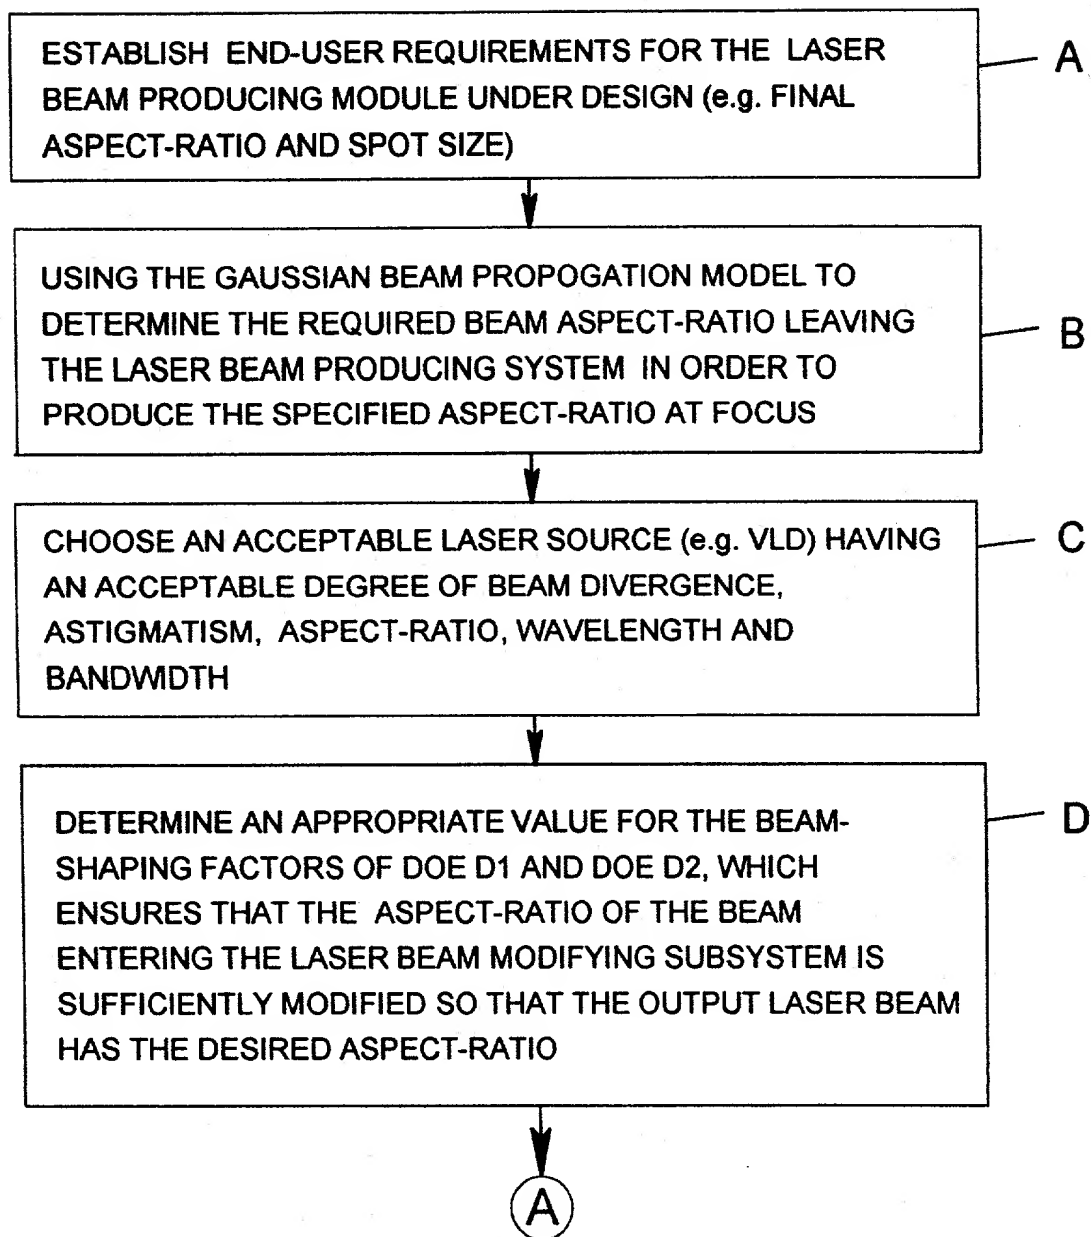 ESTABLISH END-USER REQUIREMENTS FOR THE LASER
BEAM PRODUCING MODULE UNDER DESIGN (e.g. FINAL
ASPECT-RATIO AND SPOT SIZE)
A
USING THE GAUSSIAN BEAM PROPOGATION MODEL TO
DETERMINE THE REQUIRED BEAM ASPECT-RATIO LEAVING
THE LASER BEAM PRODUCING SYSTEM IN ORDER TO
PRODUCE THE SPECIFIED ASPECT-RATIO AT FOCUS
B
CHOOSE AN ACCEPTABLE LASER SOURCE (e.g. VLD) HAVING
AN ACCEPTABLE DEGREE OF BEAM DIVERGENCE,
ASTIGMATISM, ASPECT-RATIO, WAVELENGTH AND
BANDWIDTH
C
DETERMINE AN APPROPRIATE VALUE FOR THE BEAM-
SHAPING FACTORS OF DOE D1 AND DOE D2, WHICH
ENSURES THAT THE ASPECT-RATIO OF THE BEAM
ENTERING THE LASER BEAM MODIFYING SUBSYSTEM IS
SUFFICIENTLY MODIFIED SO THAT THE OUTPUT LASER BEAM
HAS THE DESIRED ASPECT-RATIO
D
A